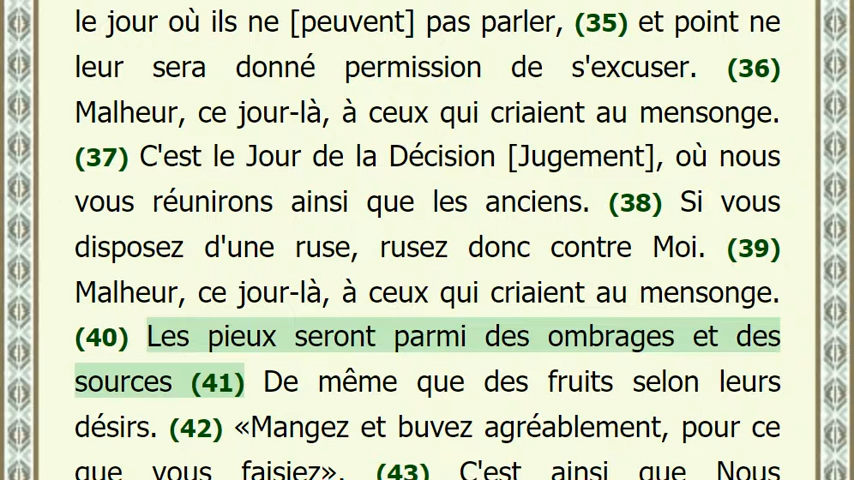 le jour où ils ne [peuvent] pas parler, (35) et point ne
leur sera donné permission de s'excuser. (36)
Malheur, ce jour-là, à ceux qui criaient au mensonge.
(37) C'est le Jour de la Décision [Jugement], où nous
vous réunirons ainsi que les anciens. (38) Si vous
disposez d'une ruse, rusez donc contre Moi. (39)
Malheur, ce jour-là, à ceux qui criaient au mensonge.
(40) Les pieux seront parmi des ombrages et des
sources (41) De même que des fruits selon leurs
désirs. (42) «Mangez et buvez agréablement, pour ce
que vous faisiez». (43) C'est ainsi que Nous